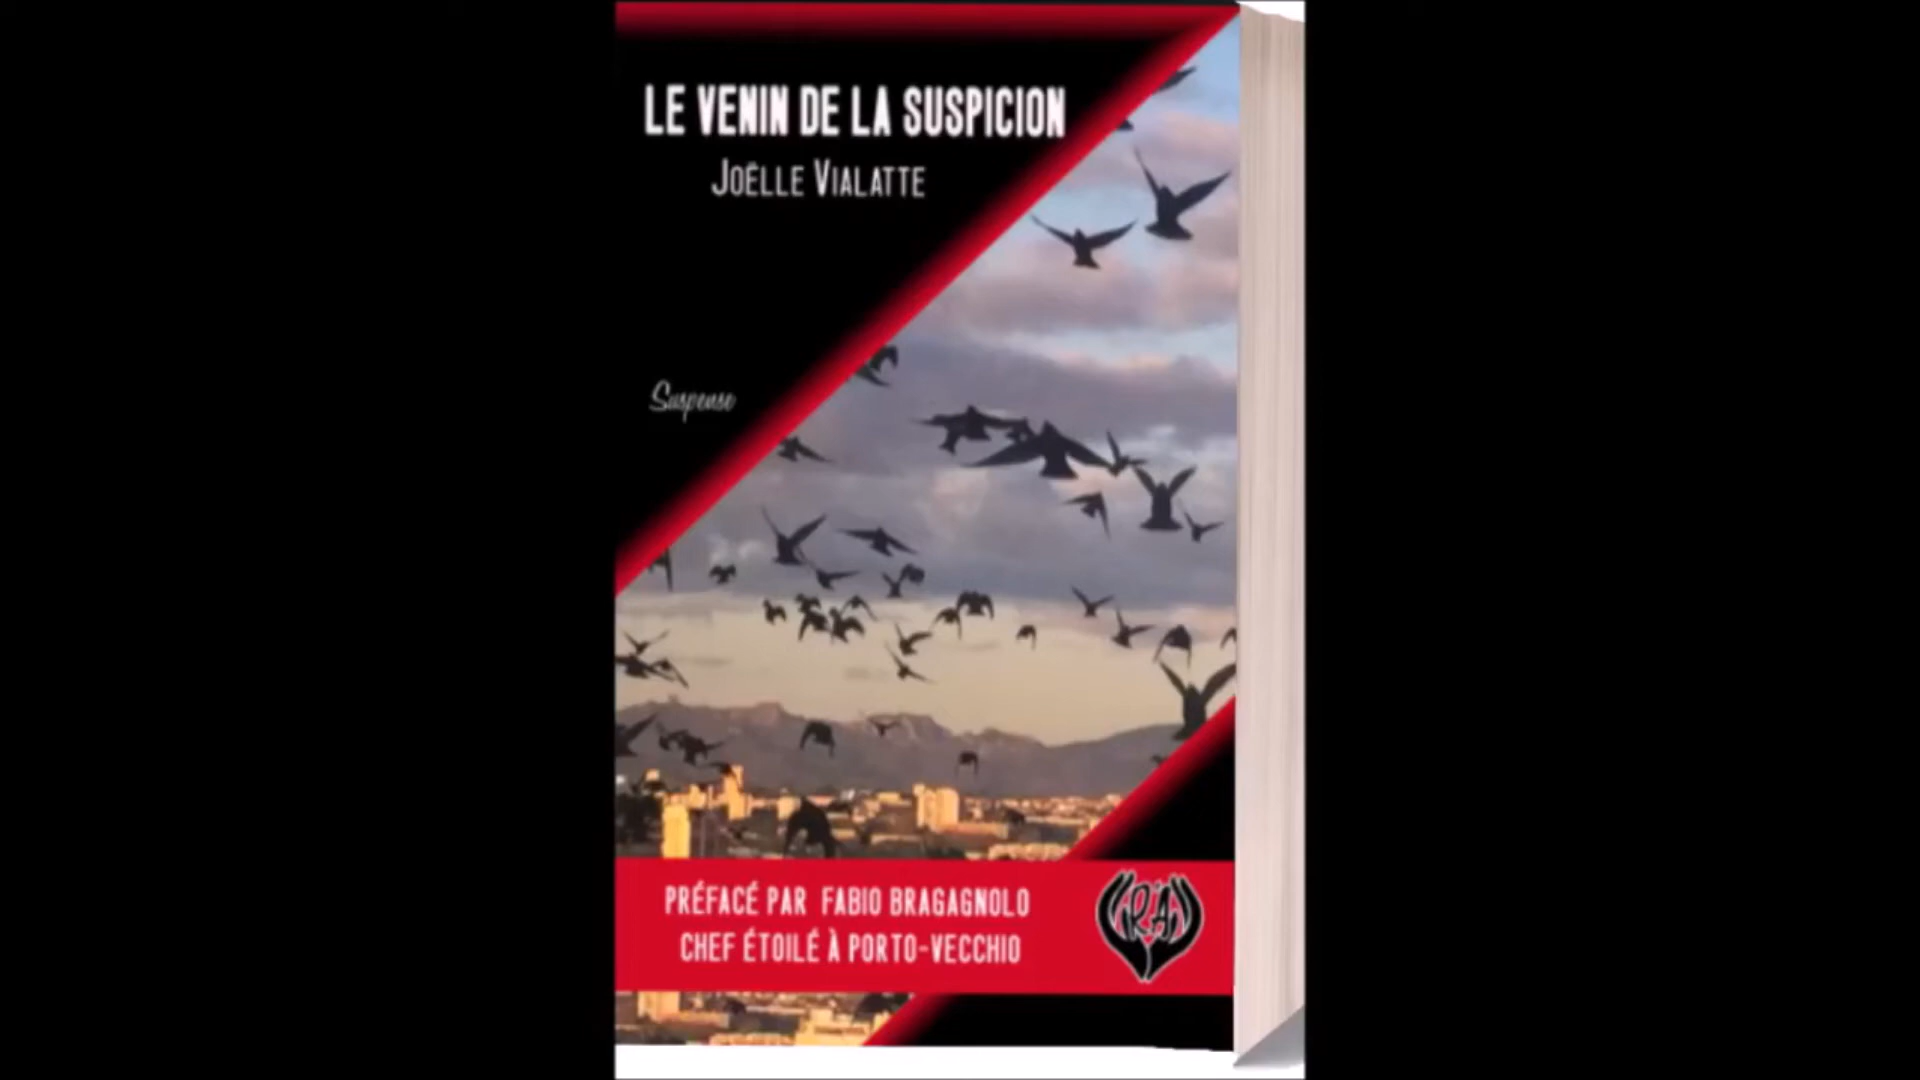 LE VENIN DE LA SUSPICION
JOËLLE VIALATTE
Suspense
PRÉFACÉ PAR FABIO BRAGAGNOLO
CHEF ÉTOILÉ À PORTO-VECCHIO
R.A